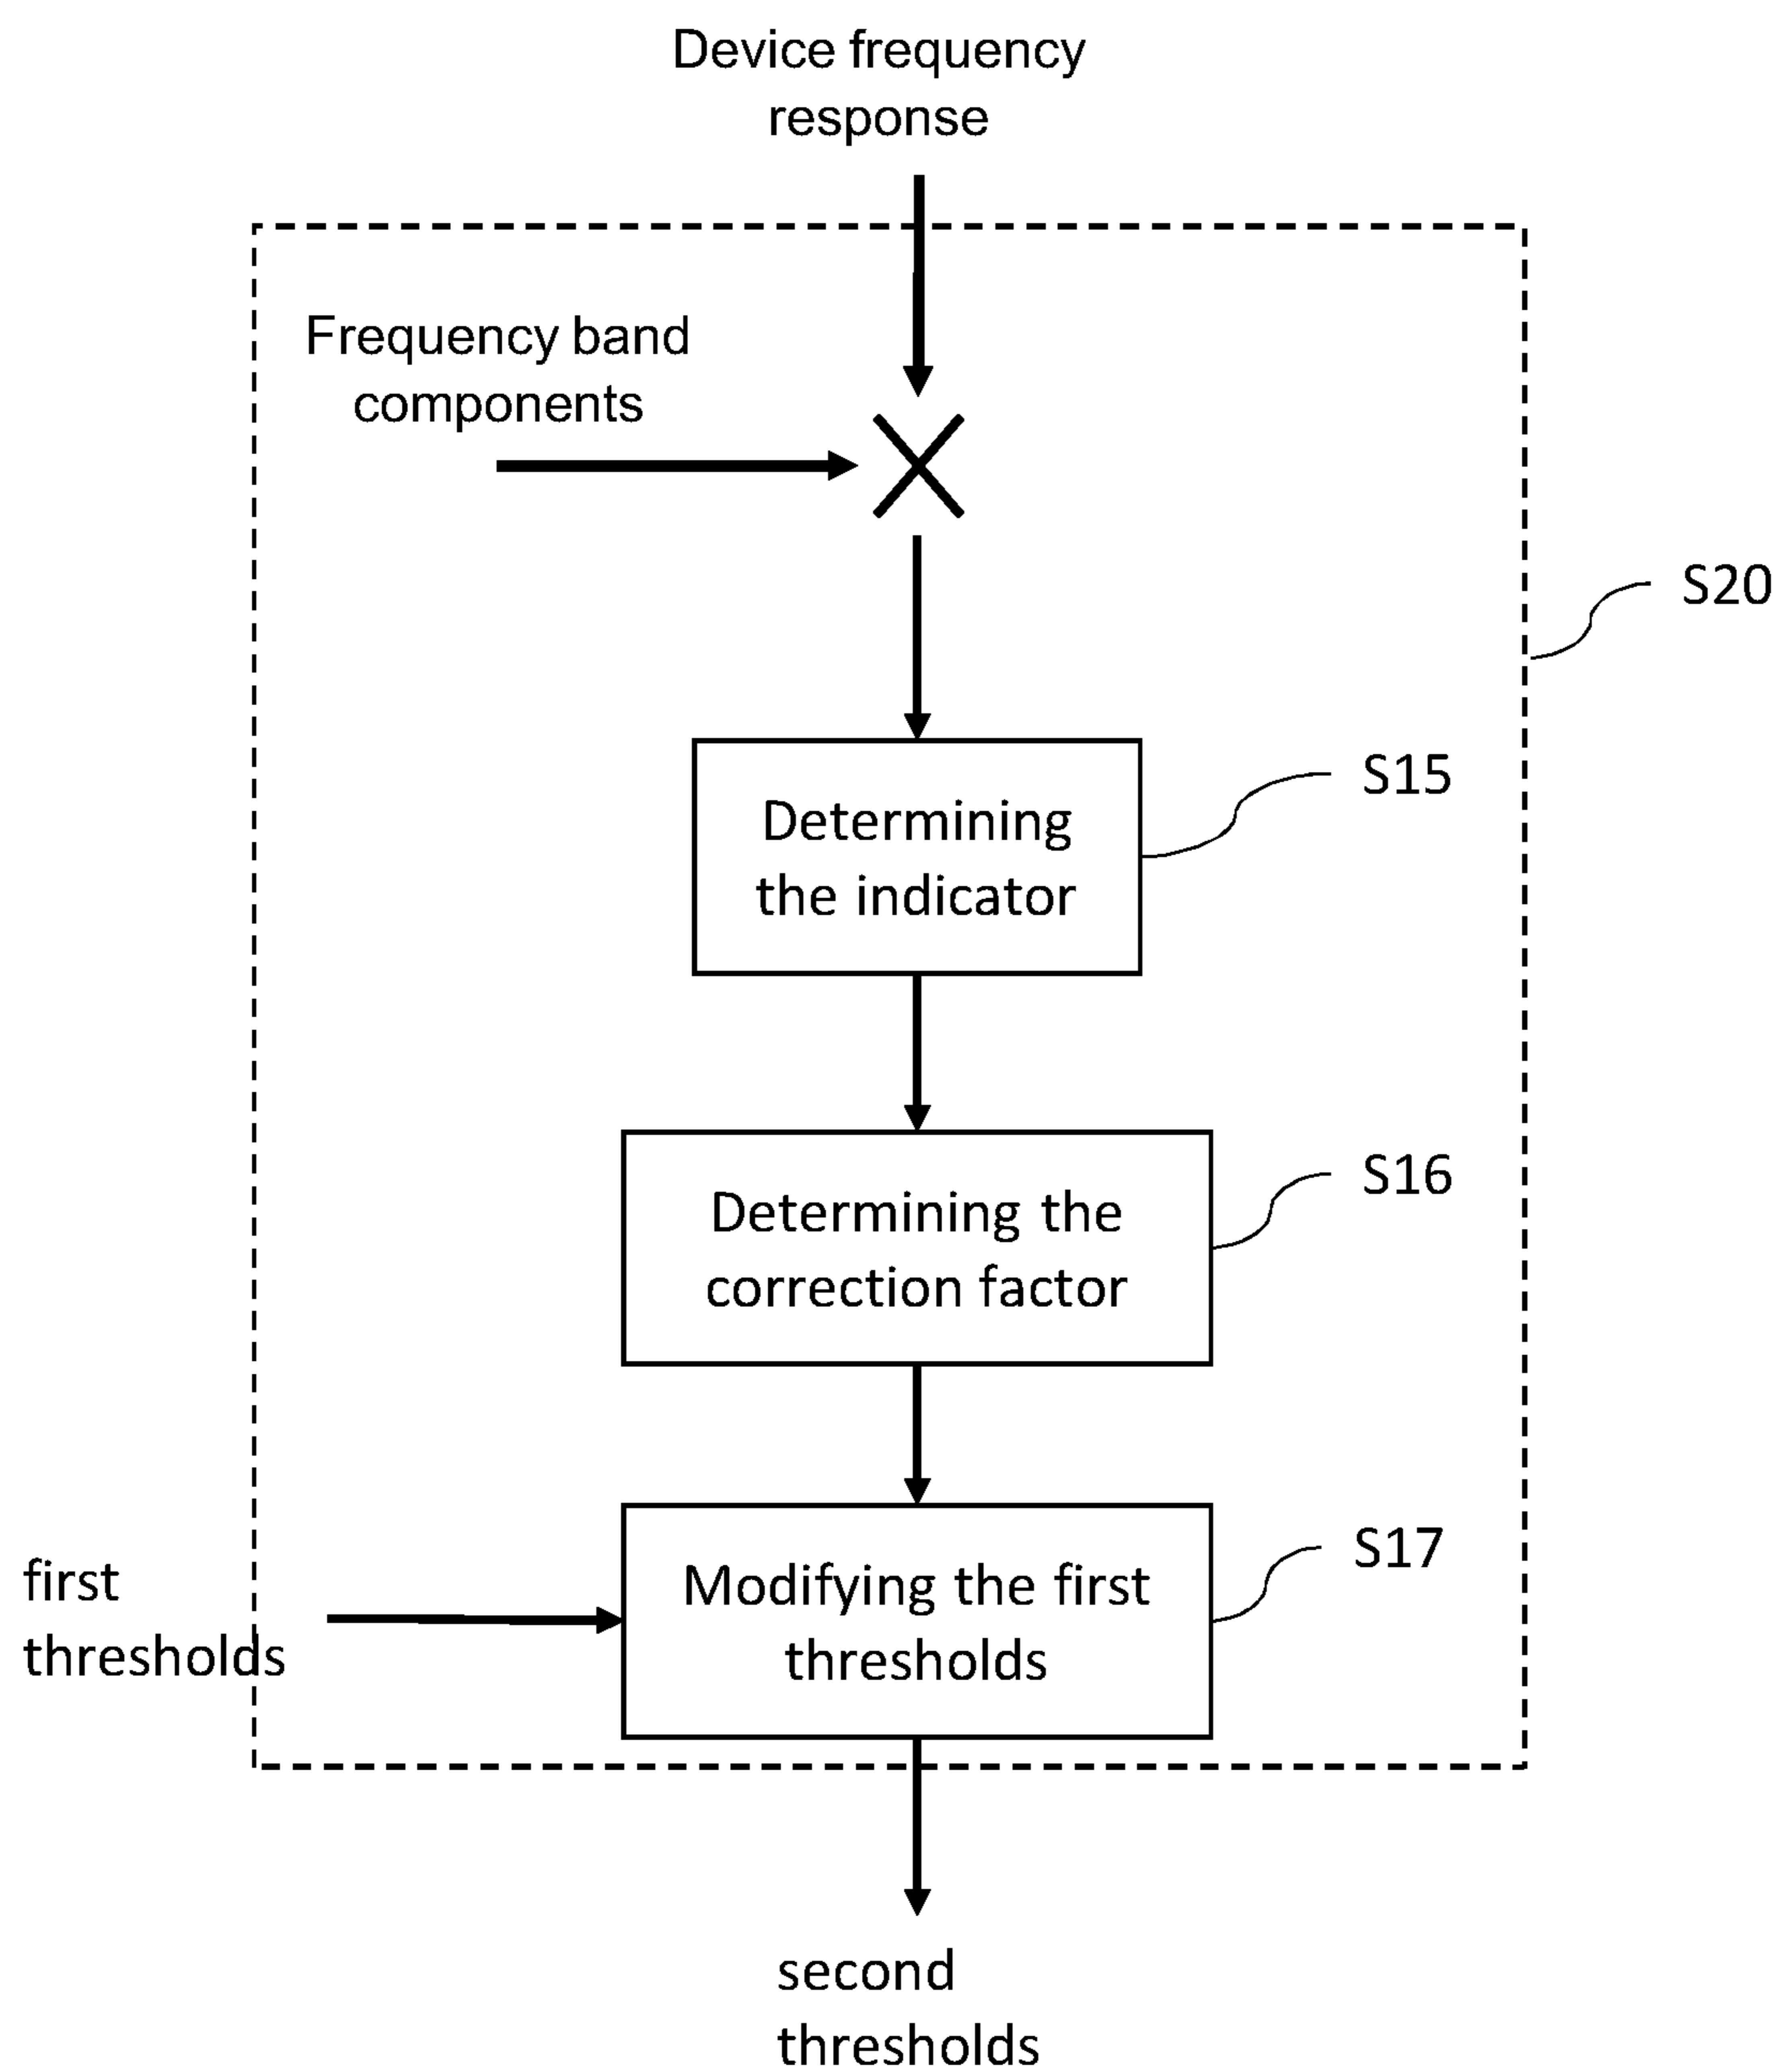 Device frequency
response
Frequency band
components
S20
S15
Determining
the indicator
S16
Determining the
correction factor
S17
first
thresholds
Modifying the first
thresholds
second
thresholds